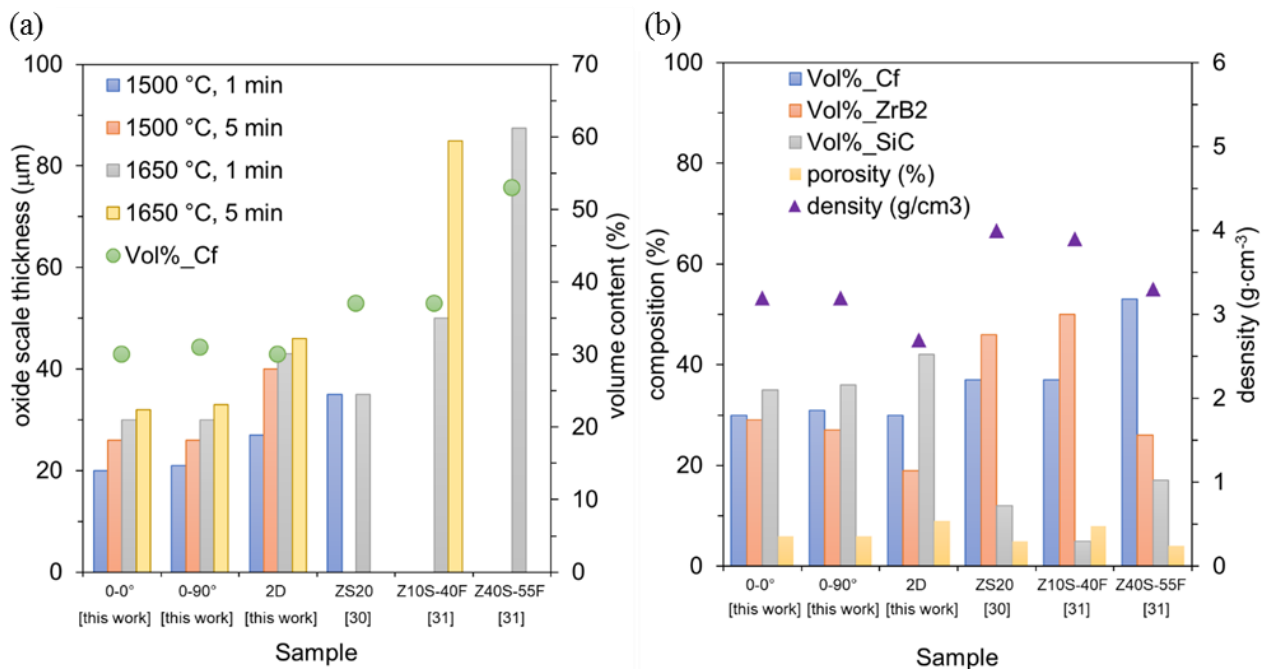 (a)
100
80
60
40
20
0
oxide scale thickness (μm)
1500 °C, 1 min
1500 °C, 5 min
1650 °C, 1 min
1650 °C, 5 min
Vol%_Cf
70
60
50
40
30
20
10
0
volume content (%)
0-0° 0-90° 2D ZS20 Z10S-40F Z40S-55F
[this work] [this work] [this work] [30] [31] [31]
Sample
(b)
100
80
60
40
20
0
composition (%)
Vol%_Cf
Vol%_ZrB2
Vol%_SiC
porosity (%)
density (g/cm3)
6
5
4
3
2
1
0
desnsity (g·cm⁻³)
0-0° 0-90° 2D ZS20 Z10S-40F Z40S-55F
[this work] [this work] [this work] [30] [31] [31]
Sample